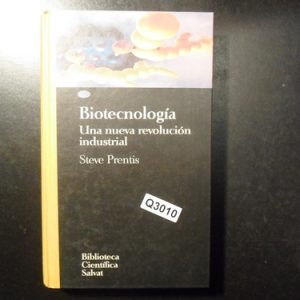 Biotecnología
Una nueva revolución
industrial
Steve Prentis
Q3010
Biblioteca
Científica
Salvat